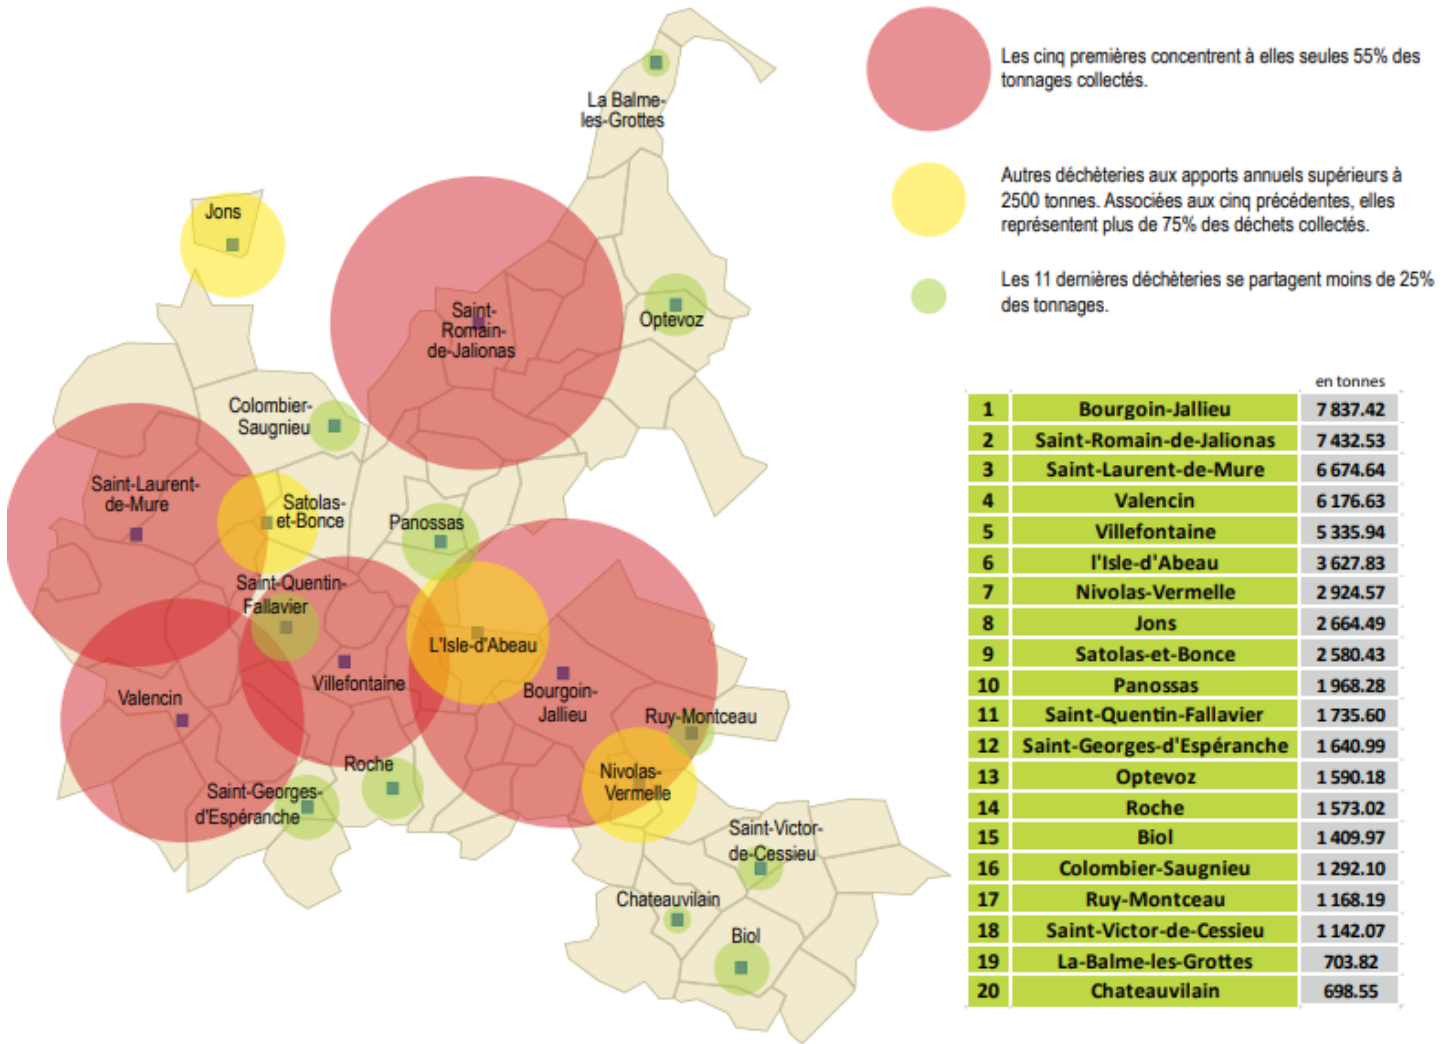 Les cinq premières concentrent à elles seules 55% des
tonnages collectés.
Autres déchèteries aux apports annuels supérieurs à
2500 tonnes. Associées aux cinq précédentes, elles
représentent plus de 75% des déchets collectés.
Les 11 dernières déchèteries se partagent moins de 25%
des tonnages.
La Balme-
les-Grottes
Jons
Saint-
Romain-
de-Jalionas
Optevoz
Colombier-
Saugnieu
Saint-Laurent-
de-Mure
Satolas-
et-Bonce
Panossas
Saint-Quentin-
Fallavier
L'Isle-d'Abeau
Villefontaine
Valencin
Bourgoin-
Jallieu
Ruy-Montceau
Roche
Nivolas-
Vermelle
Saint-Georges-
d'Espéranche
Saint-Victor-
de-Cessieu
Chateauvilain
Biol
en tonnes
1 Bourgoin-Jallieu 7 837.42
2 Saint-Romain-de-Jalionas 7 432.53
3 Saint-Laurent-de-Mure 6 674.64
4 Valencin 6 176.63
5 Villefontaine 5 335.94
6 l'Isle-d'Abeau 3 627.83
7 Nivolas-Vermelle 2 924.57
8 Jons 2 664.49
9 Satolas-et-Bonce 2 580.43
10 Panossas 1 968.28
11 Saint-Quentin-Fallavier 1 735.60
12 Saint-Georges-d'Espéranche 1 640.99
13 Optevoz 1 590.18
14 Roche 1 573.02
15 Biol 1 409.97
16 Colombier-Saugnieu 1 292.10
17 Ruy-Montceau 1 168.19
18 Saint-Victor-de-Cessieu 1 142.07
19 La-Balme-les-Grottes 703.82
20 Chateauvilain 698.55